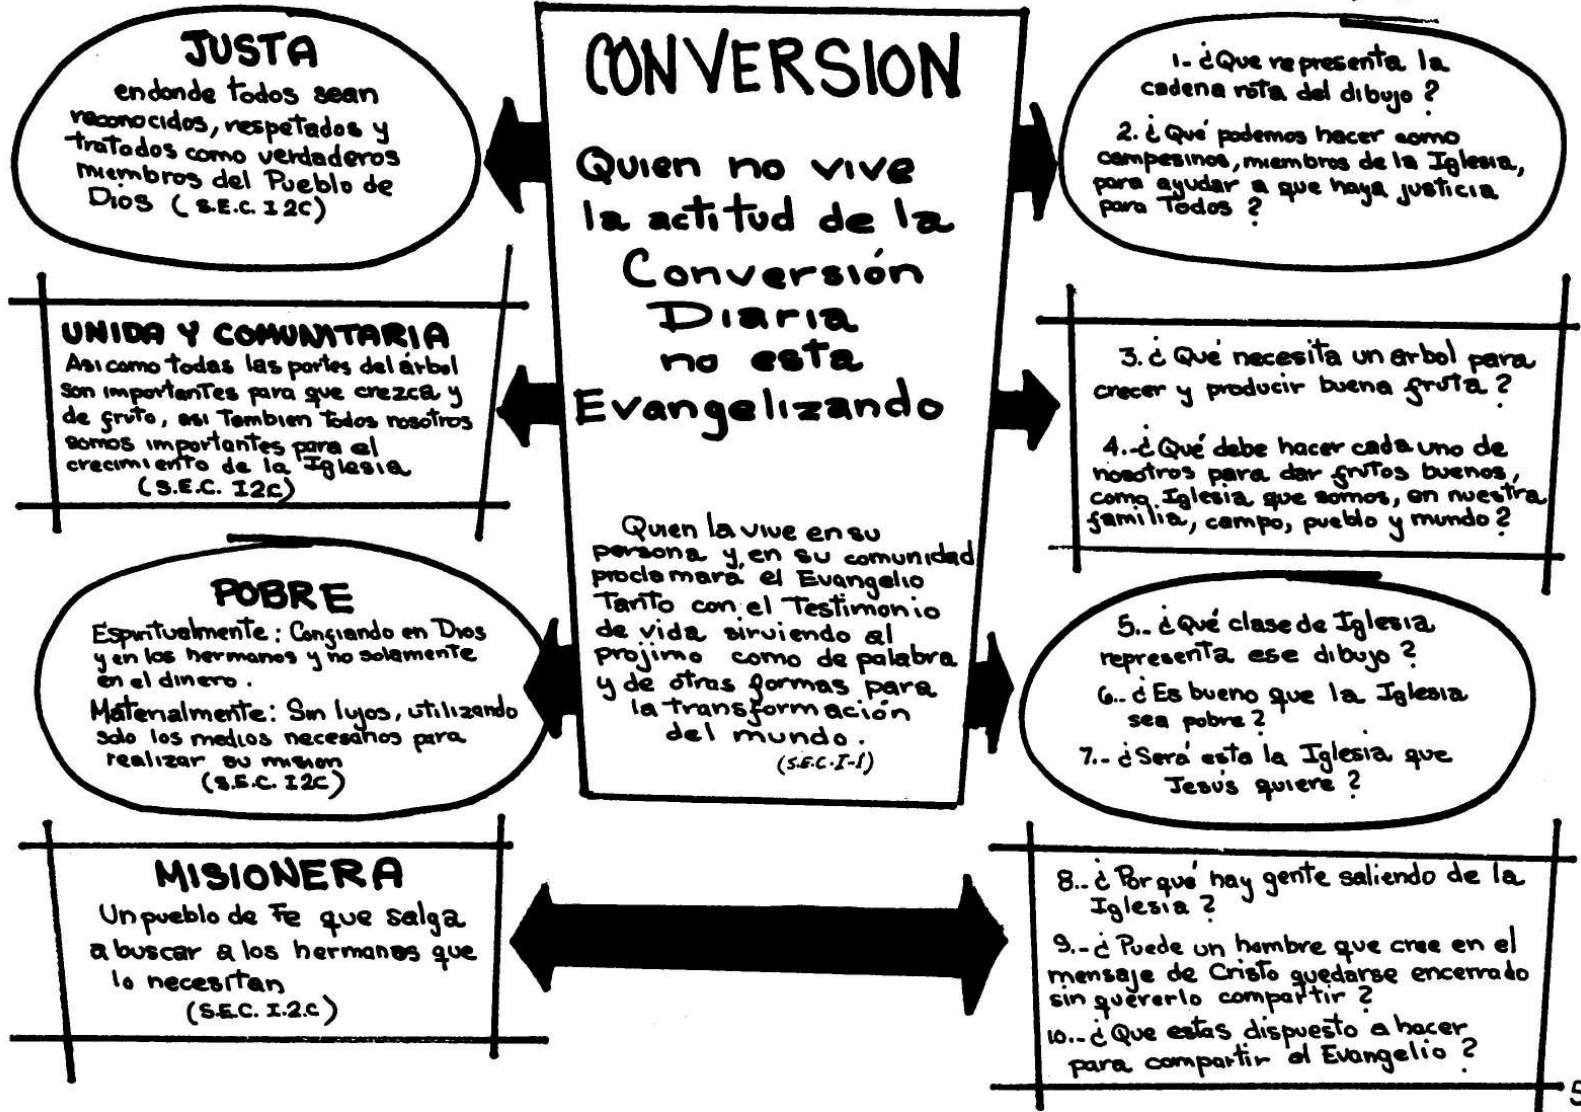 JUSTA
en donde todos sean
reconocidos, respetados y
tratados como verdaderos
miembros del Pueblo de
Dios (S.E.C. I 2C)
UNIDA Y COMUNITARIA
Asi como todas las partes del árbol
son importantes para que crezca y
de fruto, asi Tambien Todos nosotros
somos importantes para el
crecimiento de la Iglesia
(S.E.C. I2C)
POBRE
Espiritualmente: Confiando en Dios
y en los hermanos y no solamente
en el dinero.
Materialmente: Sin lujos, utilizando
solo los medios necesarios para
realizar su mision
(S.E.C. I2C)
MISIONERA
Un pueblo de Fe que salga
a buscar a los hermanos que
lo necesitan
(S.E.C. I.2.C)
CONVERSION
Quien no vive
la actitud de la
Conversión
Diaria
no esta
Evangelizando
Quien la vive en su
persona y, en su comunidad
proclamará el Evangelio
Tanto con el Testimonio
de vida sirviendo al
projimo como de palabra
y de otras formas para
la transformación
del mundo.
(S.E.C.-I-1)
1.- ¿Que representa la
cadena rota del dibujo?
2. ¿Qué podemos hacer como
campesinos, miembros de la Iglesia,
para ayudar a que haya justicia
para Todos?
3. ¿Qué necesita un arbol para
crecer y producir buena fruta?
4.-¿Qué debe hacer cada uno de
nosotros para dar frutos buenos,
como Iglesia que somos, en nuestra
familia, campo, pueblo y mundo?
5.. ¿Qué clase de Iglesia
representa ese dibujo?
6.. ¿Es bueno que la Iglesia
sea pobre?
7.- ¿Será esta la Iglesia que
Jesús quiere?
8.. ¿Por qué hay gente saliendo de la
Iglesia?
9.-¿Puede un hombre que cree en el
mensaje de Cristo quedarse encerrado
sin quererlo compartir?
10.-¿Que estas dispuesto a hacer
para compartir el Evangelio?
5